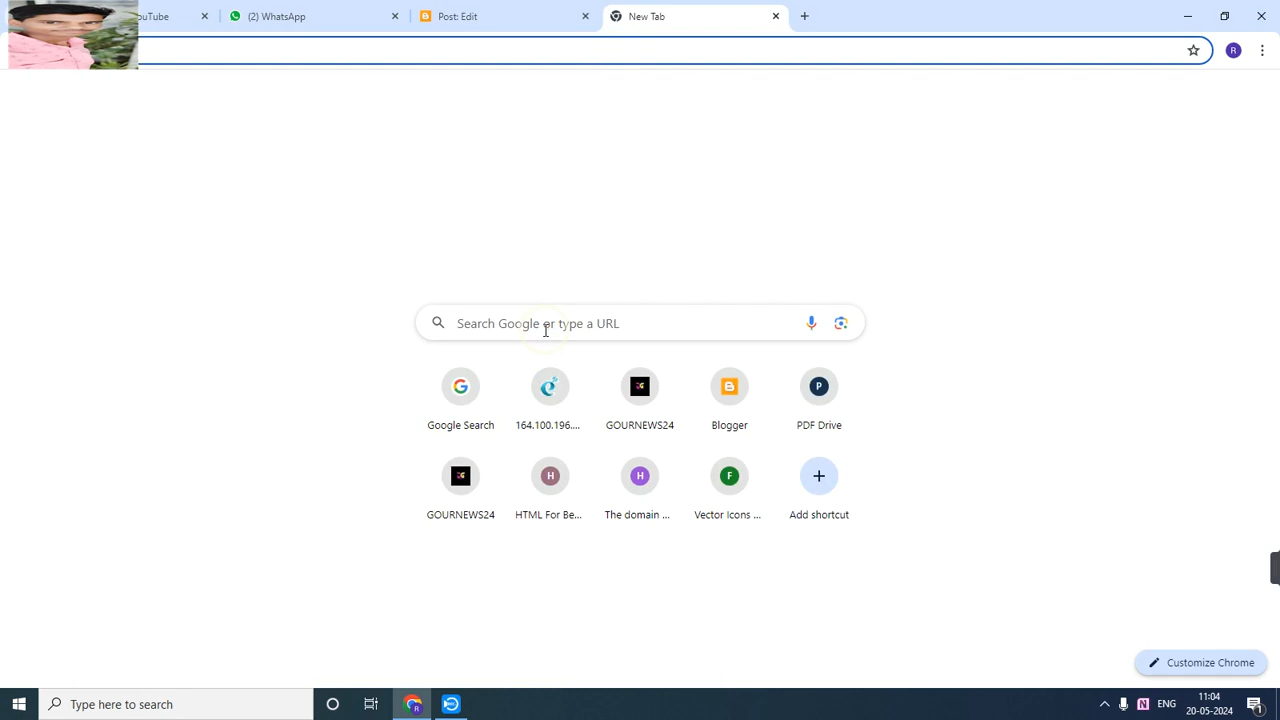 ouTube
(2) WhatsApp
Post: Edit
New Tab
R
Search Google or type a URL
P
Google Search
164.100.196....
GOURNEWS24
Blogger
PDF Drive
H
H
F
GOURNEWS24
HTML For Be...
The domain ...
Vector Icons ...
Add shortcut
Customize Chrome
Type here to search
ENG
11:04
20-05-2024